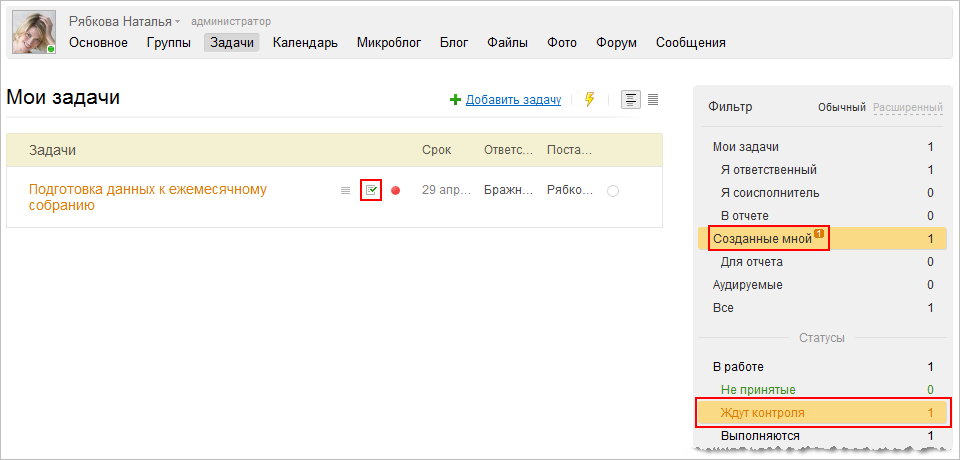 Рябкова Наталья администратор
Основное Группы Задачи Календарь Микроблог Блог Файлы Фото Форум Сообщения
Мои задачи
Добавить задачу
Задачи Срок Ответс... Поста...
Подготовка данных к ежемесячному
собранию
29 апр... Бражн... Рябко...
Фильтр Обычный Расширенный
Мои задачи 1
Я ответственный 1
Я соисполнитель 0
В отчете 0
Созданные мной 1 1
Для отчета 0
Аудируемые 0
Все 1
Статусы
В работе 1
Не принятые 0
Ждут контроля 1
Выполняются 1